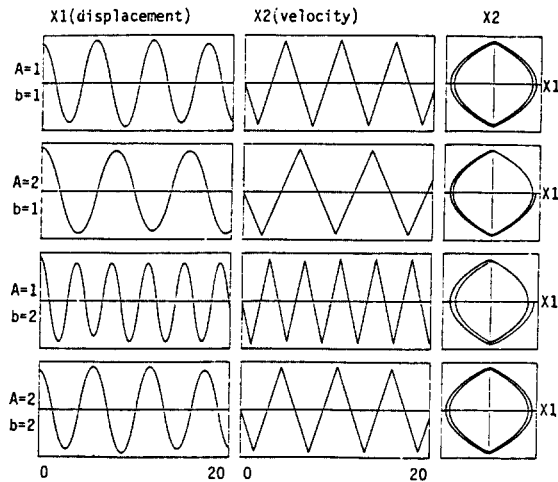 X1(displacement) X2(velocity) X2
A=1
b=1
X1
A=2
b=1
X1
A=1
b=2
X1
A=2
b=2
X1
0 20 0 20